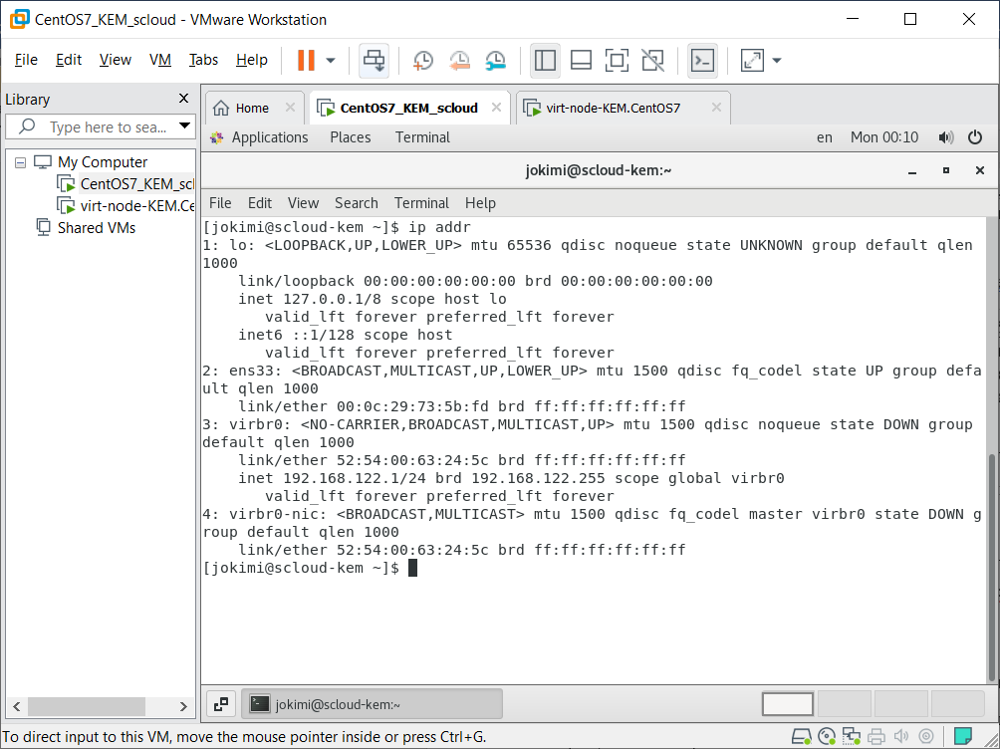 CentOS7_KEM_scloud - VMware Workstation
File Edit View VM Tabs Help
Library
Type here to sea...
My Computer
CentOS7_KEM_scl
virt-node-KEM.Ce
Shared VMs
Home CentOS7_KEM_scloud virt-node-KEM.CentOS7
Applications Places Terminal en Mon 00:10
jokimi@scloud-kem:~
File Edit View Search Terminal Help
[jokimi@scloud-kem ~]$ ip addr
1: lo: <LOOPBACK,UP,LOWER_UP> mtu 65536 qdisc noqueue state UNKNOWN group default qlen
1000
link/loopback 00:00:00:00:00:00 brd 00:00:00:00:00:00
inet 127.0.0.1/8 scope host lo
valid_lft forever preferred_lft forever
inet6 ::1/128 scope host
valid_lft forever preferred_lft forever
2: ens33: <BROADCAST,MULTICAST,UP,LOWER_UP> mtu 1500 qdisc fq_codel state UP group defa
ult qlen 1000
link/ether 00:0c:29:73:5b:fd brd ff:ff:ff:ff:ff:ff
3: virbr0: <NO-CARRIER,BROADCAST,MULTICAST,UP> mtu 1500 qdisc noqueue state DOWN group
default qlen 1000
link/ether 52:54:00:63:24:5c brd ff:ff:ff:ff:ff:ff
inet 192.168.122.1/24 brd 192.168.122.255 scope global virbr0
valid_lft forever preferred_lft forever
4: virbr0-nic: <BROADCAST,MULTICAST> mtu 1500 qdisc fq_codel master virbr0 state DOWN g
roup default qlen 1000
link/ether 52:54:00:63:24:5c brd ff:ff:ff:ff:ff:ff
[jokimi@scloud-kem ~]$
jokimi@scloud-kem:~
To direct input to this VM, move the mouse pointer inside or press Ctrl+G.